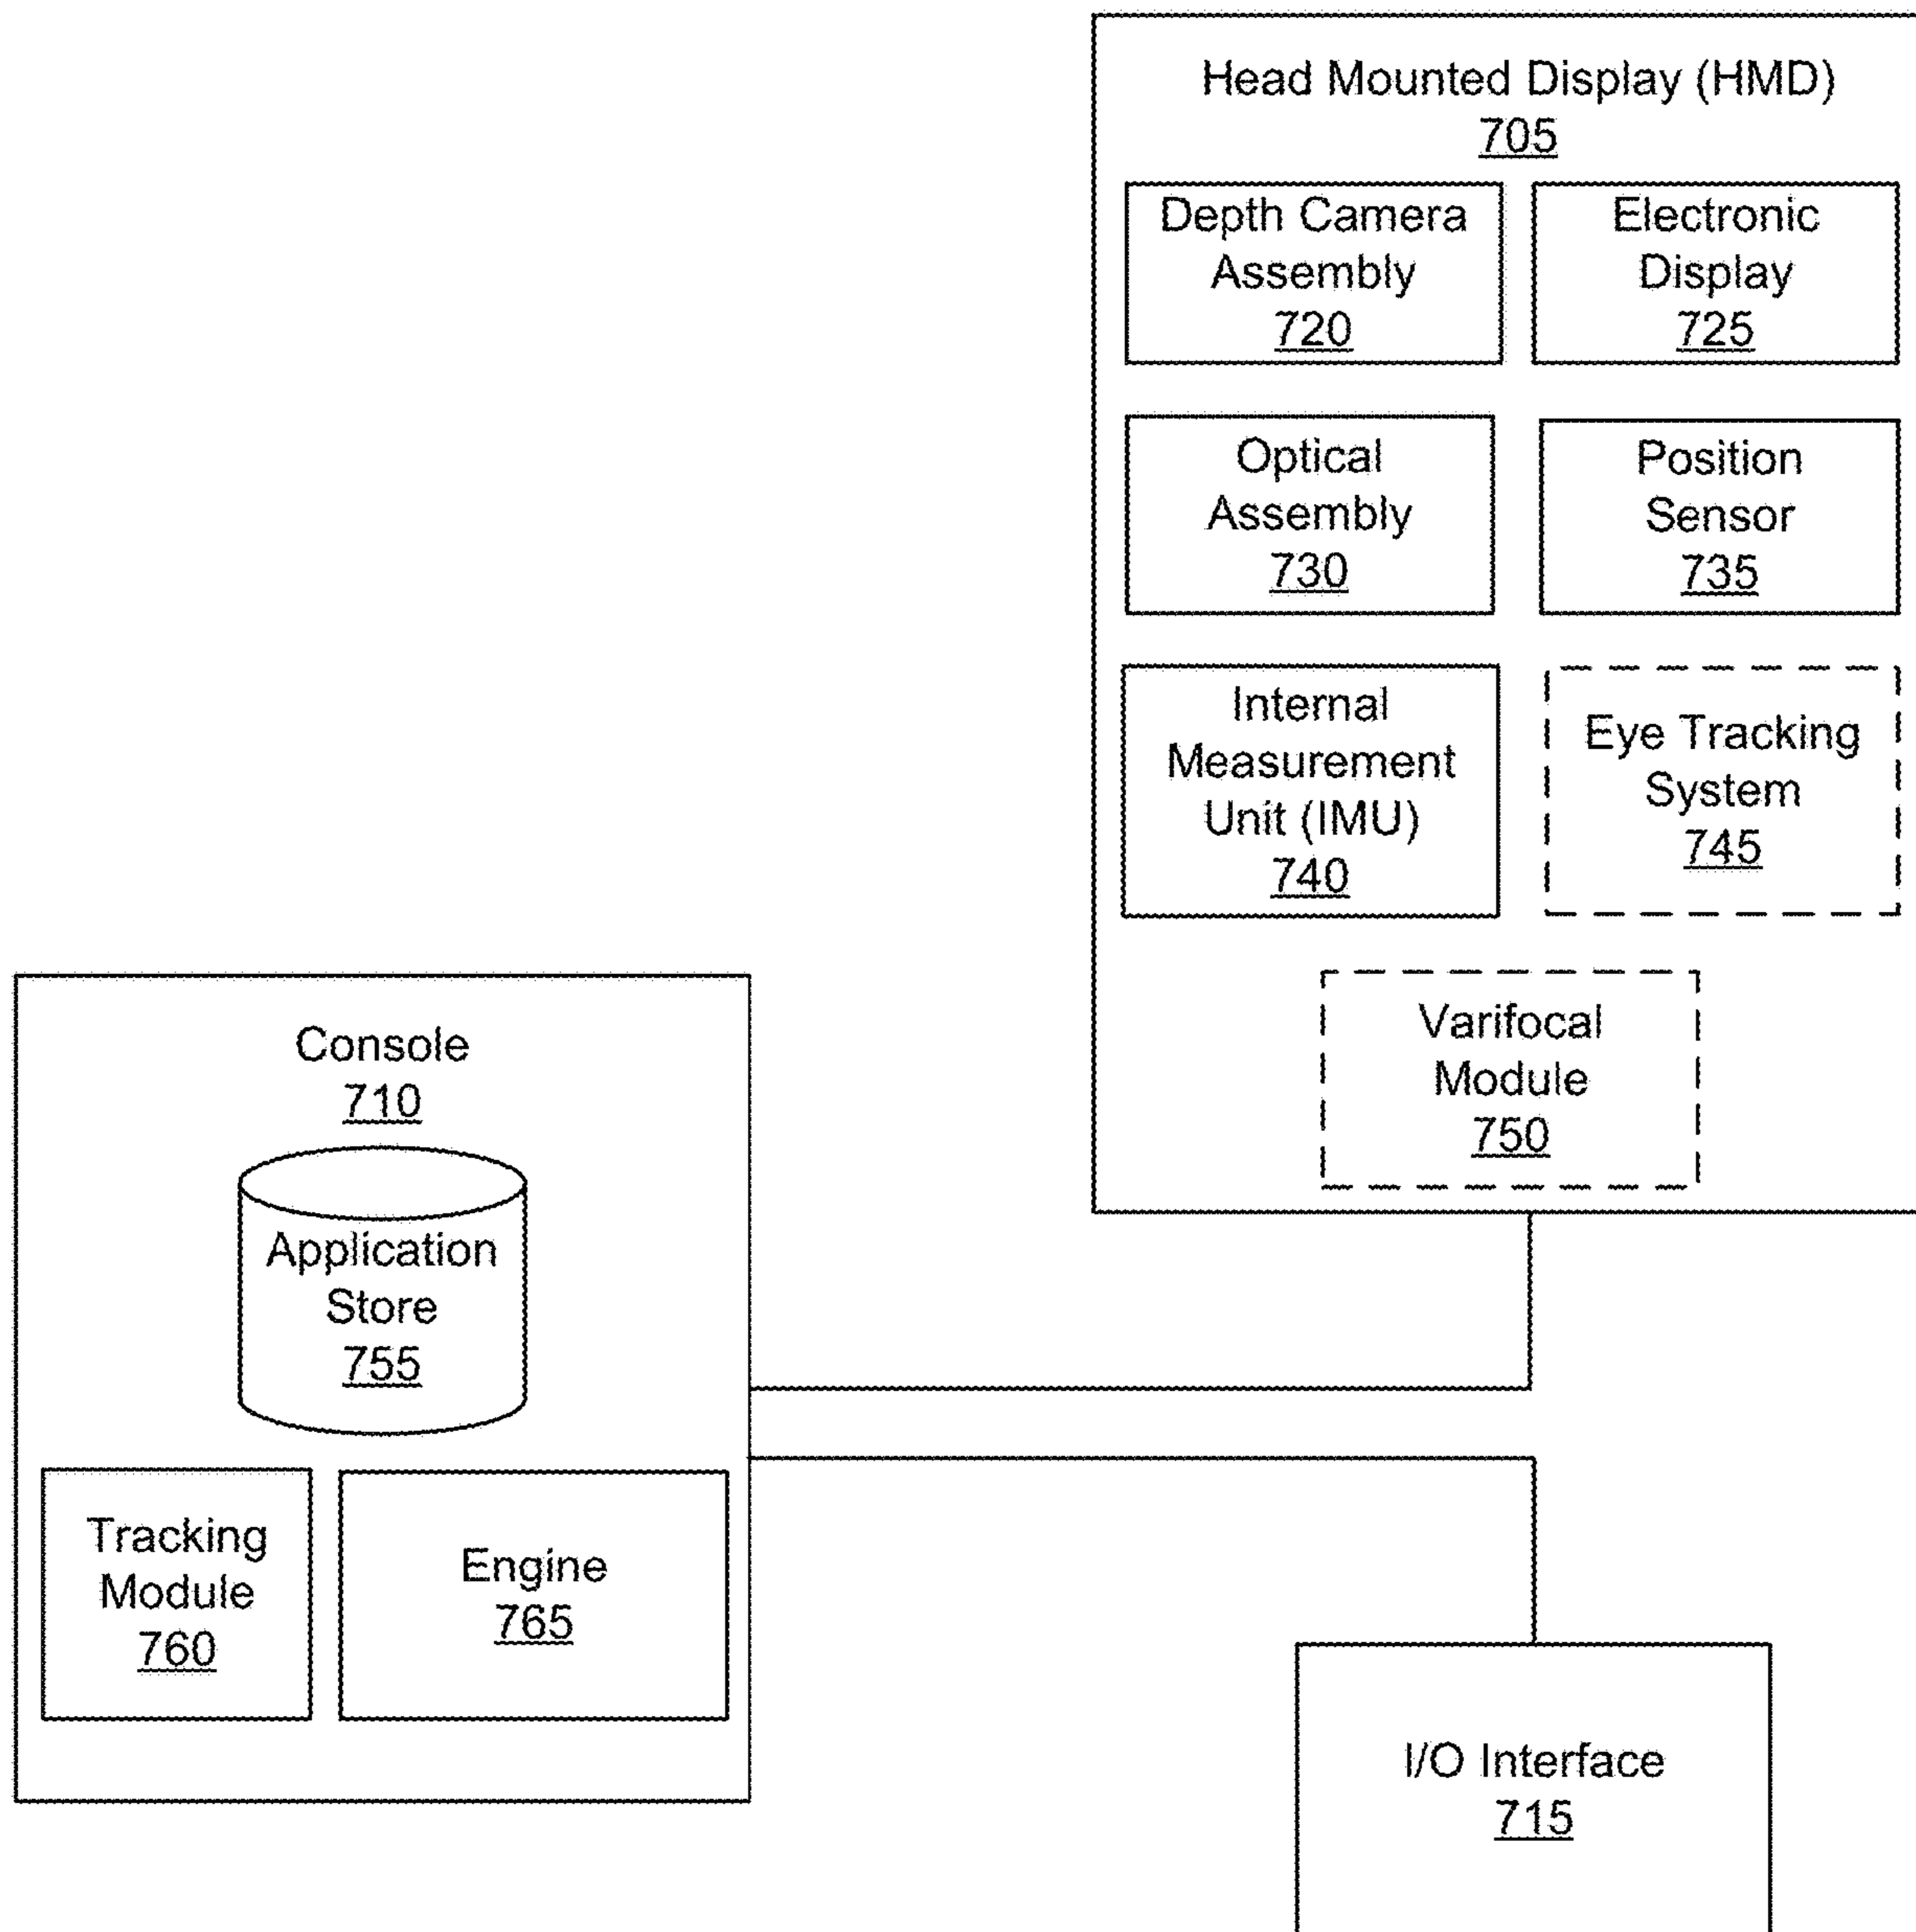 Head Mounted Display (HMD)
705
Depth Camera
Assembly
720
Electronic
Display
725
Optical
Assembly
730
Position
Sensor
735
Internal
Measurement
Unit (IMU)
740
Eye Tracking
System
745
Varifocal
Module
750
Console
710
Application
Store
755
Tracking
Module
760
Engine
765
I/O Interface
715